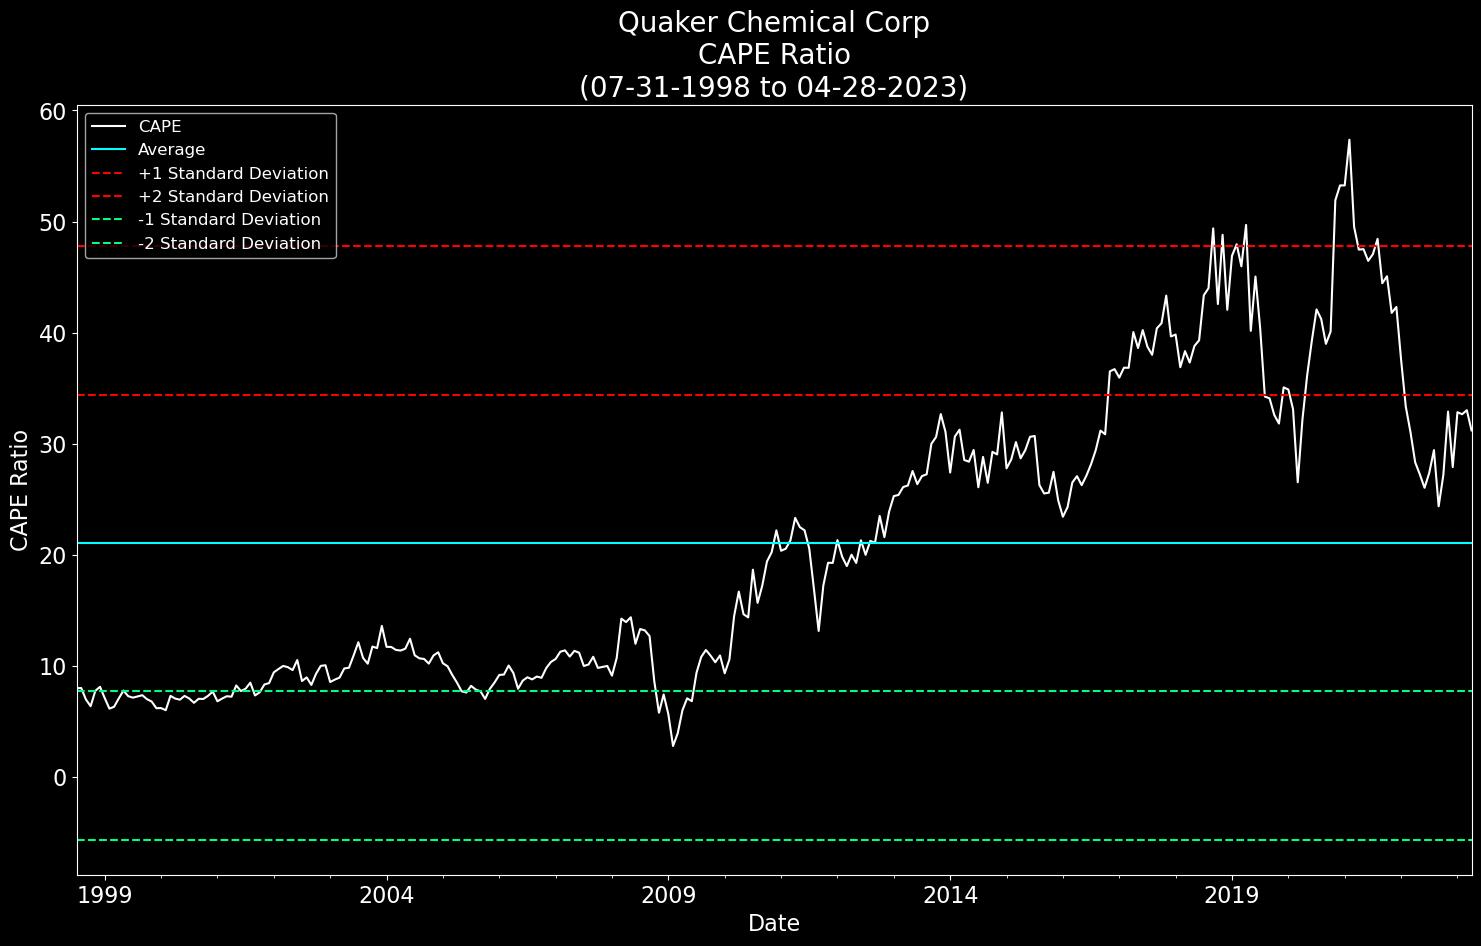 Quaker Chemical Corp
CAPE Ratio
(07-31-1998 to 04-28-2023)
60
50
40
30
20
10
0
CAPE Ratio
CAPE
Average
+1 Standard Deviation
+2 Standard Deviation
-1 Standard Deviation
-2 Standard Deviation
1999
2004
2009
2014
2019
Date